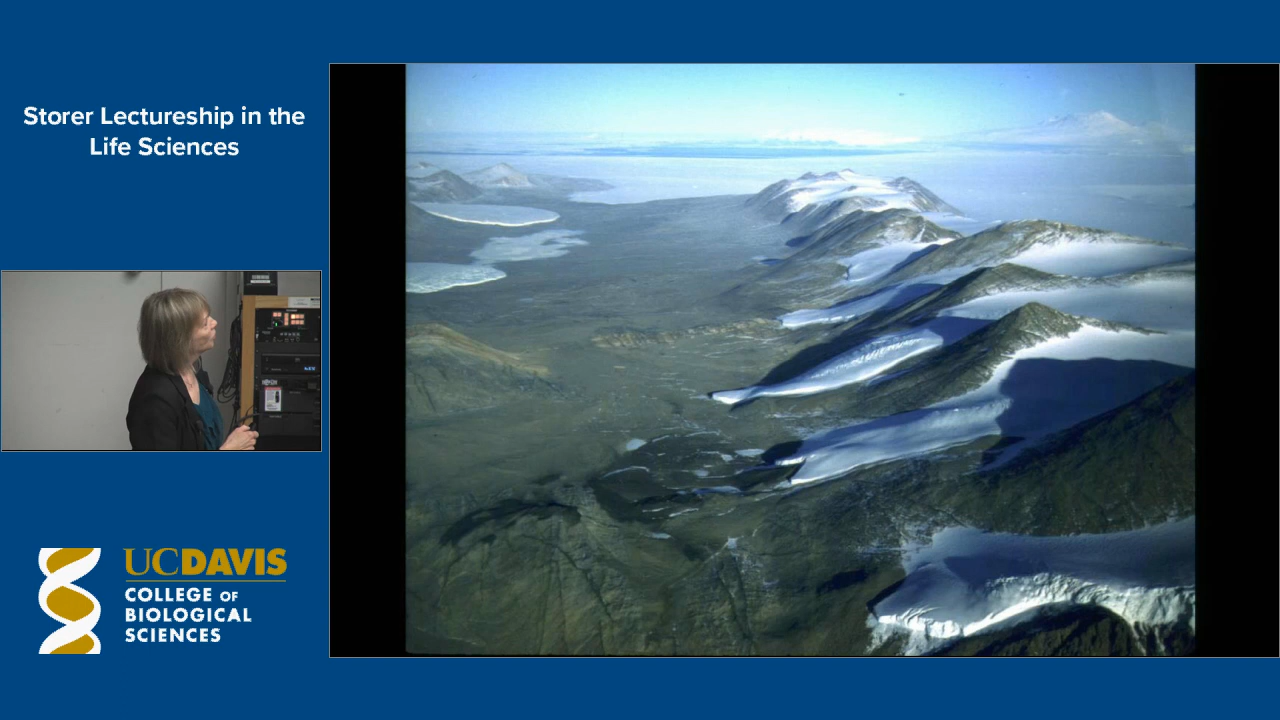 Storer Lectureship in the
Life Sciences
UCDAVIS
COLLEGE OF
BIOLOGICAL
SCIENCES